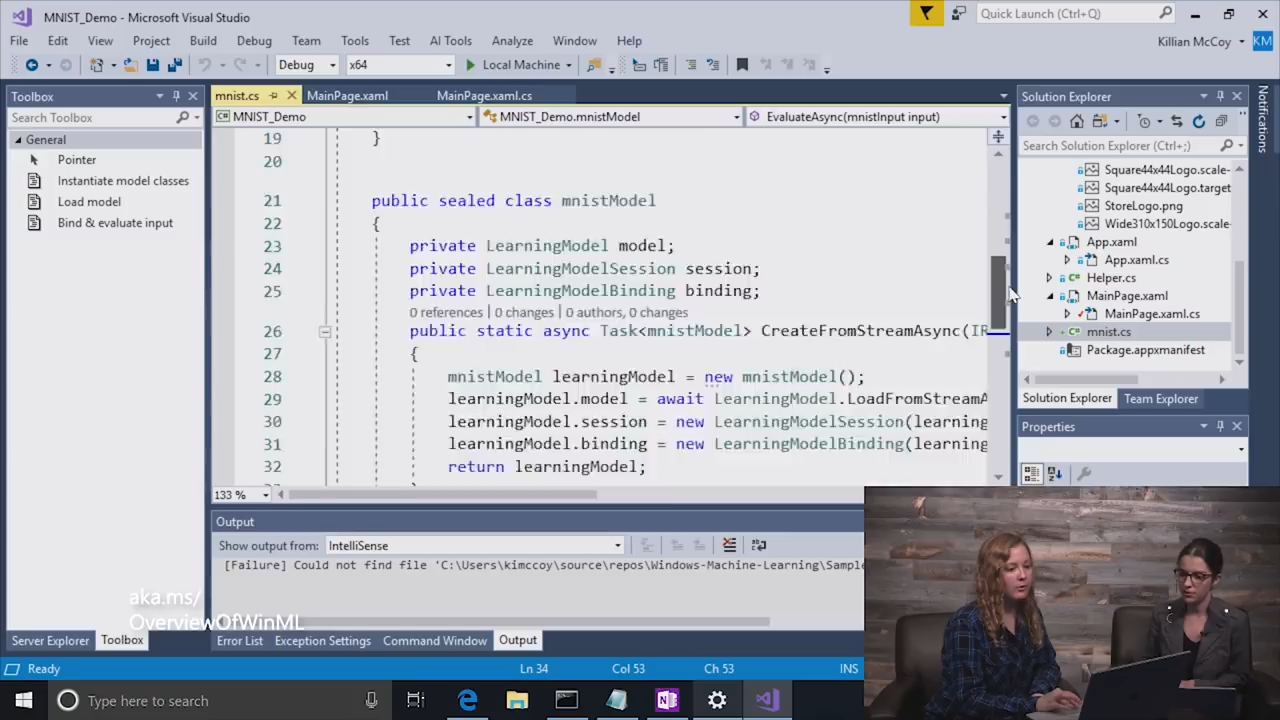 MNIST_Demo - Microsoft Visual Studio
Quick Launch (Ctrl+Q)
File Edit View Project Build Debug Team Tools Test AI Tools Analyze Window Help
Killian McCoy
KM
Debug x64 Local Machine
Toolbox
Search Toolbox
General
Pointer
Instantiate model classes
Load model
Bind & evaluate input
mnist.cs MainPage.xaml MainPage.xaml.cs
MNIST_Demo MNIST_Demo.mnistModel EvaluateAsync(mnistInput input)
19 }
20
21 public sealed class mnistModel
22 {
23 private LearningModel model;
24 private LearningModelSession session;
25 private LearningModelBinding binding;
0 references | 0 changes | 0 authors, 0 changes
26 public static async Task<mnistModel> CreateFromStreamAsync(IR
27 {
28 mnistModel learningModel = new mnistModel();
29 learningModel.model = await LearningModel.LoadFromStreamA
30 learningModel.session = new LearningModelSession(learning
31 learningModel.binding = new LearningModelBinding(learning
32 return learningModel;
133 %
Solution Explorer
Search Solution Explorer (Ctrl+;)
Square44x44Logo.scale-
Square44x44Logo.target
StoreLogo.png
Wide310x150Logo.scale-
App.xaml
App.xaml.cs
Helper.cs
MainPage.xaml
MainPage.xaml.cs
mnist.cs
Package.appxmanifest
Solution Explorer Team Explorer
Properties
Notifications
Output
Show output from: IntelliSense
[Failure] Could not find file 'C:\Users\kimccoy\source\repos\Windows-Machine-Learning\Sample
aka.ms/
OverviewOfWinML
Server Explorer Toolbox
Error List Exception Settings Command Window Output
Ready Ln 34 Col 53 Ch 53 INS
Type here to search